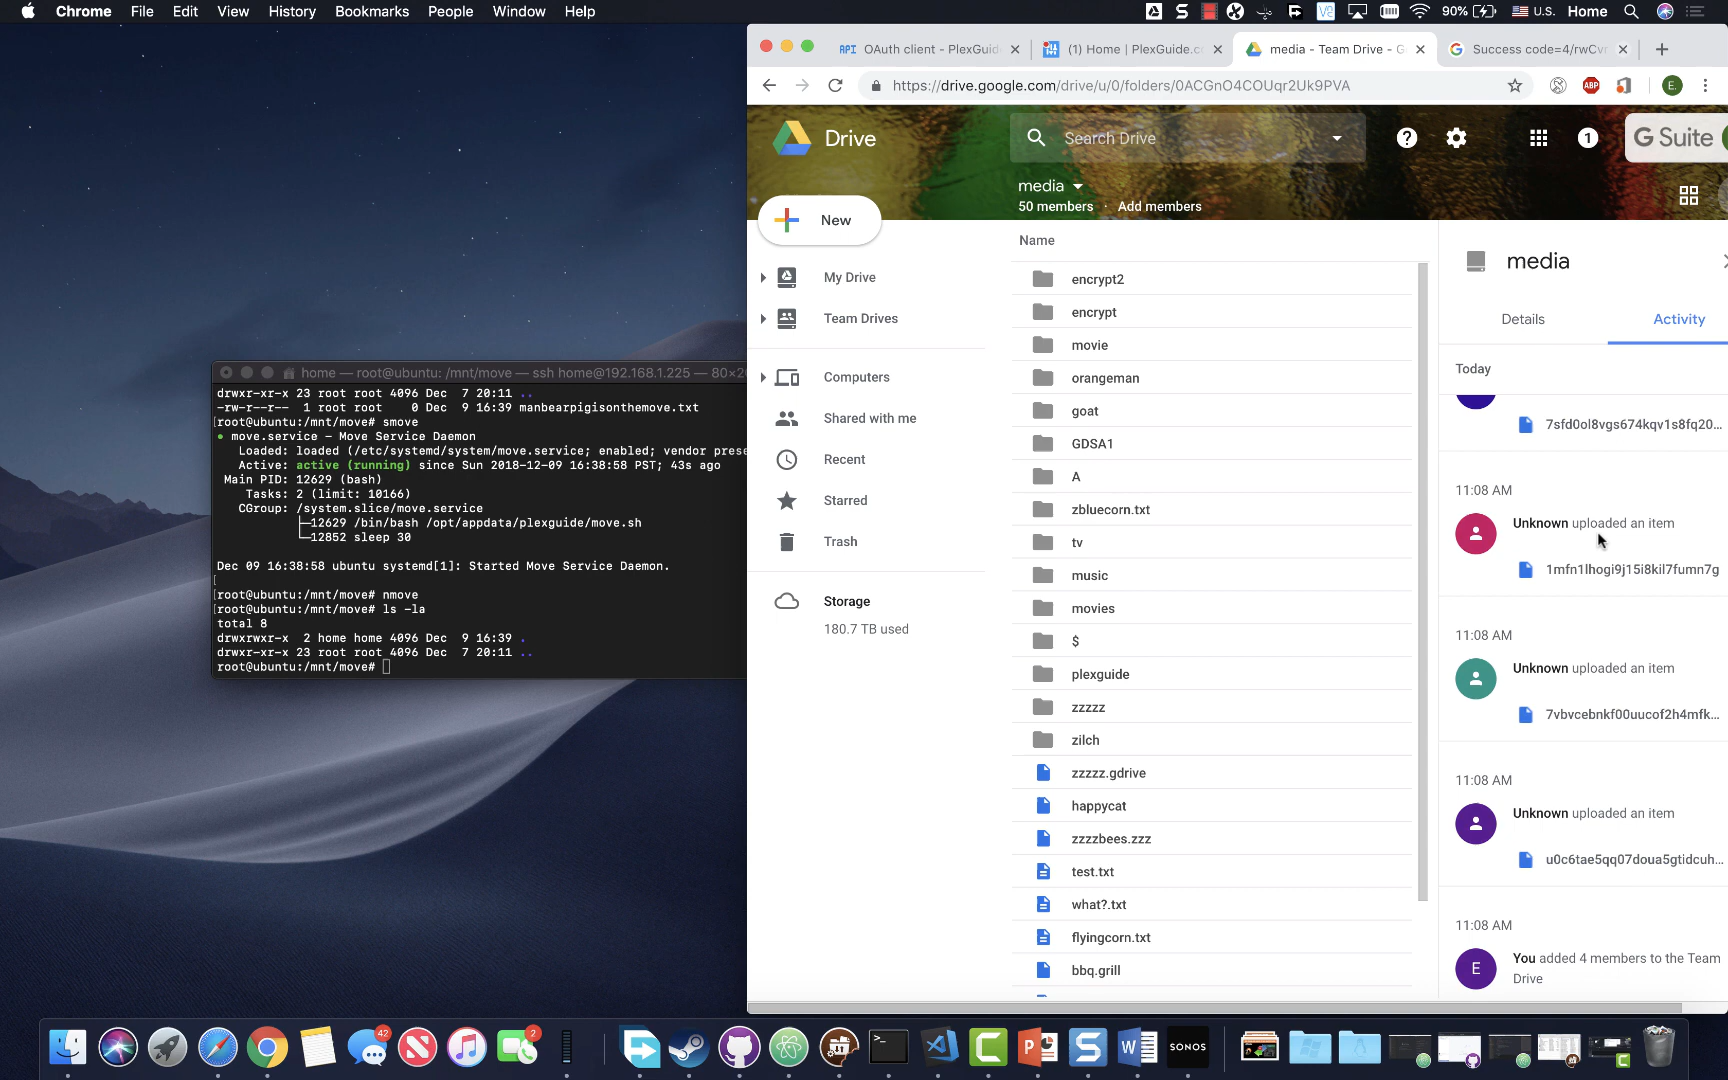 Chrome File Edit View History Bookmarks People Window Help
90% U.S. Home
OAuth client - PlexGuid
(1) Home | PlexGuide.c
media - Team Drive - G
Success code=4/rwCvr
https://drive.google.com/drive/u/0/folders/0ACGnO4COUqr2Uk9PVA
ABP
E.
Drive
Search Drive
1
G Suite
media
50 members · Add members
New
My Drive
Team Drives
Computers
Shared with me
Recent
Starred
Trash
Storage
180.7 TB used
Name
encrypt2
encrypt
movie
orangeman
goat
GDSA1
A
zbluecorn.txt
tv
music
movies
$
plexguide
zzzzz
zilch
zzzzz.gdrive
happycat
zzzzbees.zzz
test.txt
what?.txt
flyingcorn.txt
bbq.grill
media
Details
Activity
Today
7sfd0ol8vgs674kqv1s8fq20...
11:08 AM
Unknown uploaded an item
1mfn1lhogi9j15i8kil7fumn7g
11:08 AM
Unknown uploaded an item
7vbvcebnkf00uucof2h4mfk...
11:08 AM
Unknown uploaded an item
u0c6tae5qq07doua5gtidcuh...
11:08 AM
E
You added 4 members to the Team
Drive
home — root@ubuntu: /mnt/move — ssh home@192.168.1.225 — 80×2
drwxr-xr-x 23 root root 4096 Dec  7 20:11 ..
-rw-r--r--  1 root root    0 Dec  9 16:39 manbearpigisonthemove.txt
[root@ubuntu:/mnt/move# smove
● move.service - Move Service Daemon
Loaded: loaded (/etc/systemd/system/move.service; enabled; vendor prese
Active: active (running) since Sun 2018-12-09 16:38:58 PST; 43s ago
Main PID: 12629 (bash)
Tasks: 2 (limit: 10166)
CGroup: /system.slice/move.service
├─12629 /bin/bash /opt/appdata/plexguide/move.sh
└─12852 sleep 30
Dec 09 16:38:58 ubuntu systemd[1]: Started Move Service Daemon.
[
[root@ubuntu:/mnt/move# nmove
[root@ubuntu:/mnt/move# ls -la
total 8
drwxrwxr-x  2 home home 4096 Dec  9 16:39 .
drwxr-xr-x 23 root root 4096 Dec  7 20:11 ..
root@ubuntu:/mnt/move#
42
2
SONOS